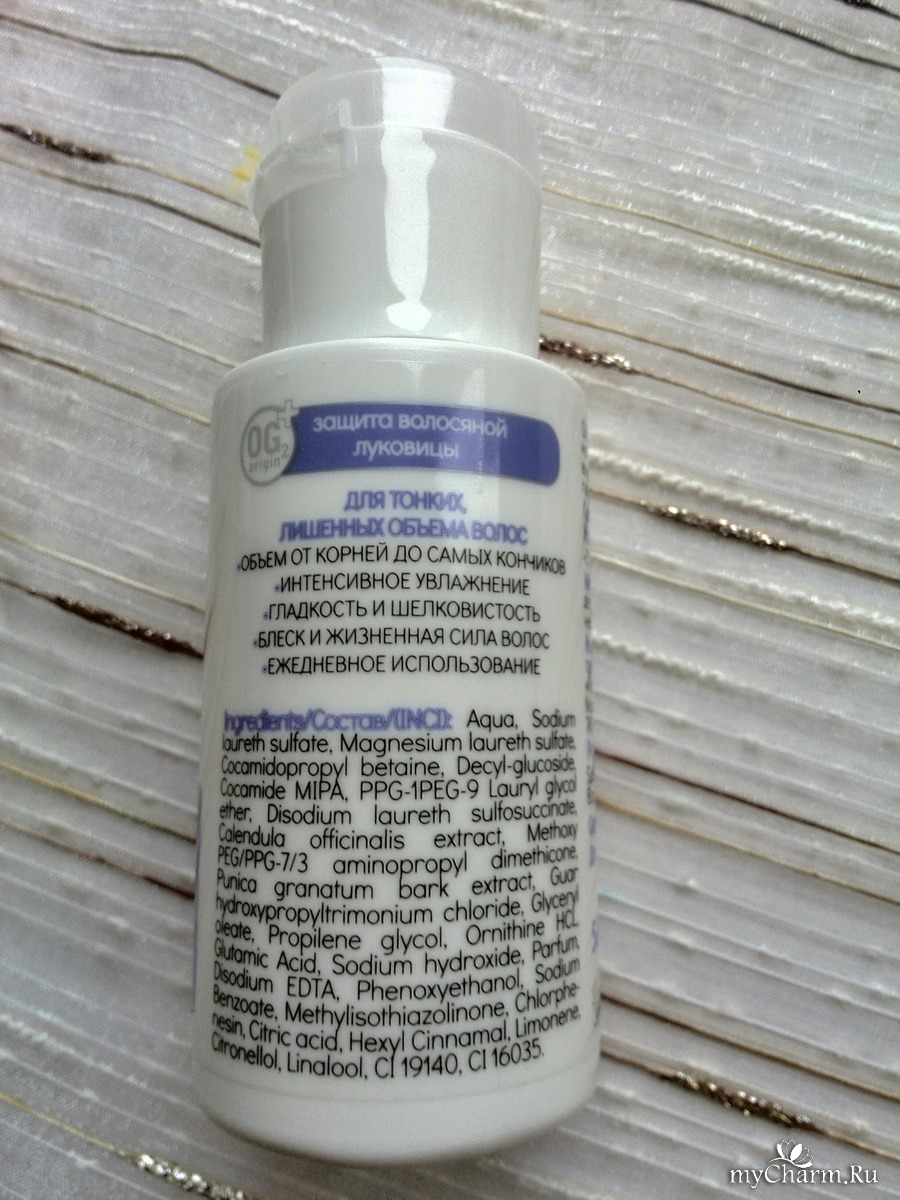 OG2+
origin
защита волосяной
луковицы
ДЛЯ ТОНКИХ,
ЛИШЕННЫХ ОБЪЕМА ВОЛОС
•ОБЪЕМ ОТ КОРНЕЙ ДО САМЫХ КОНЧИКОВ
•ИНТЕНСИВНОЕ УВЛАЖНЕНИЕ
•ГЛАДКОСТЬ И ШЕЛКОВИСТОСТЬ
•БЛЕСК И ЖИЗНЕННАЯ СИЛА ВОЛОС
•ЕЖЕДНЕВНОЕ ИСПОЛЬЗОВАНИЕ
Ingredients/Состав/(INCI): Aqua, Sodium
laureth sulfate, Magnesium laureth sulfate,
Cocamidopropyl betaine, Decyl-glucoside,
Cocamide MIPA, PPG-1PEG-9 Lauryl glycol
ether, Disodium laureth sulfosuccinate,
Calendula officinalis extract, Methoxy
PEG/PPG-7/3 aminopropyl dimethicone,
Punica granatum bark extract, Guar
hydroxypropyltrimonium chloride, Glyceryl
oleate, Propilene glycol, Ornithine HCL,
Glutamic Acid, Sodium hydroxide, Parfum,
Disodium EDTA, Phenoxyethanol, Sodium
Benzoate, Methylisothiazolinone, Chlorphe-
nesin, Citric acid, Hexyl Cinnamal, Limonene,
Citronellol, Linalool, CI 19140, CI 16035.
myCharm.Ru